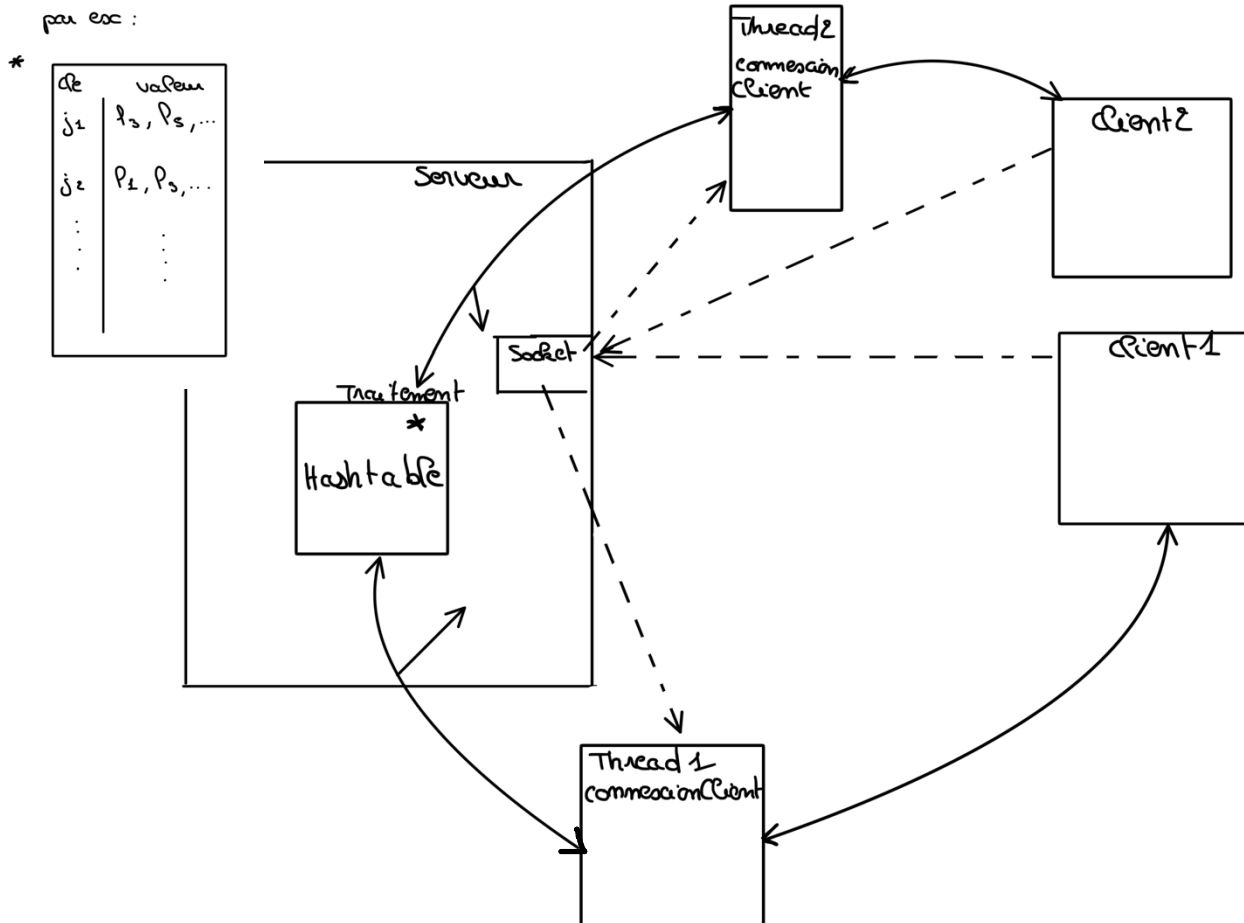 par ex :
*
clé valeur
j1 P3, P5, ...
j2 P1, P3, ...
Serveur
Socket
Traitement
*
Hashtable
Thread2
connexion
Client
Client2
Client1
Thread 1
connexionClient